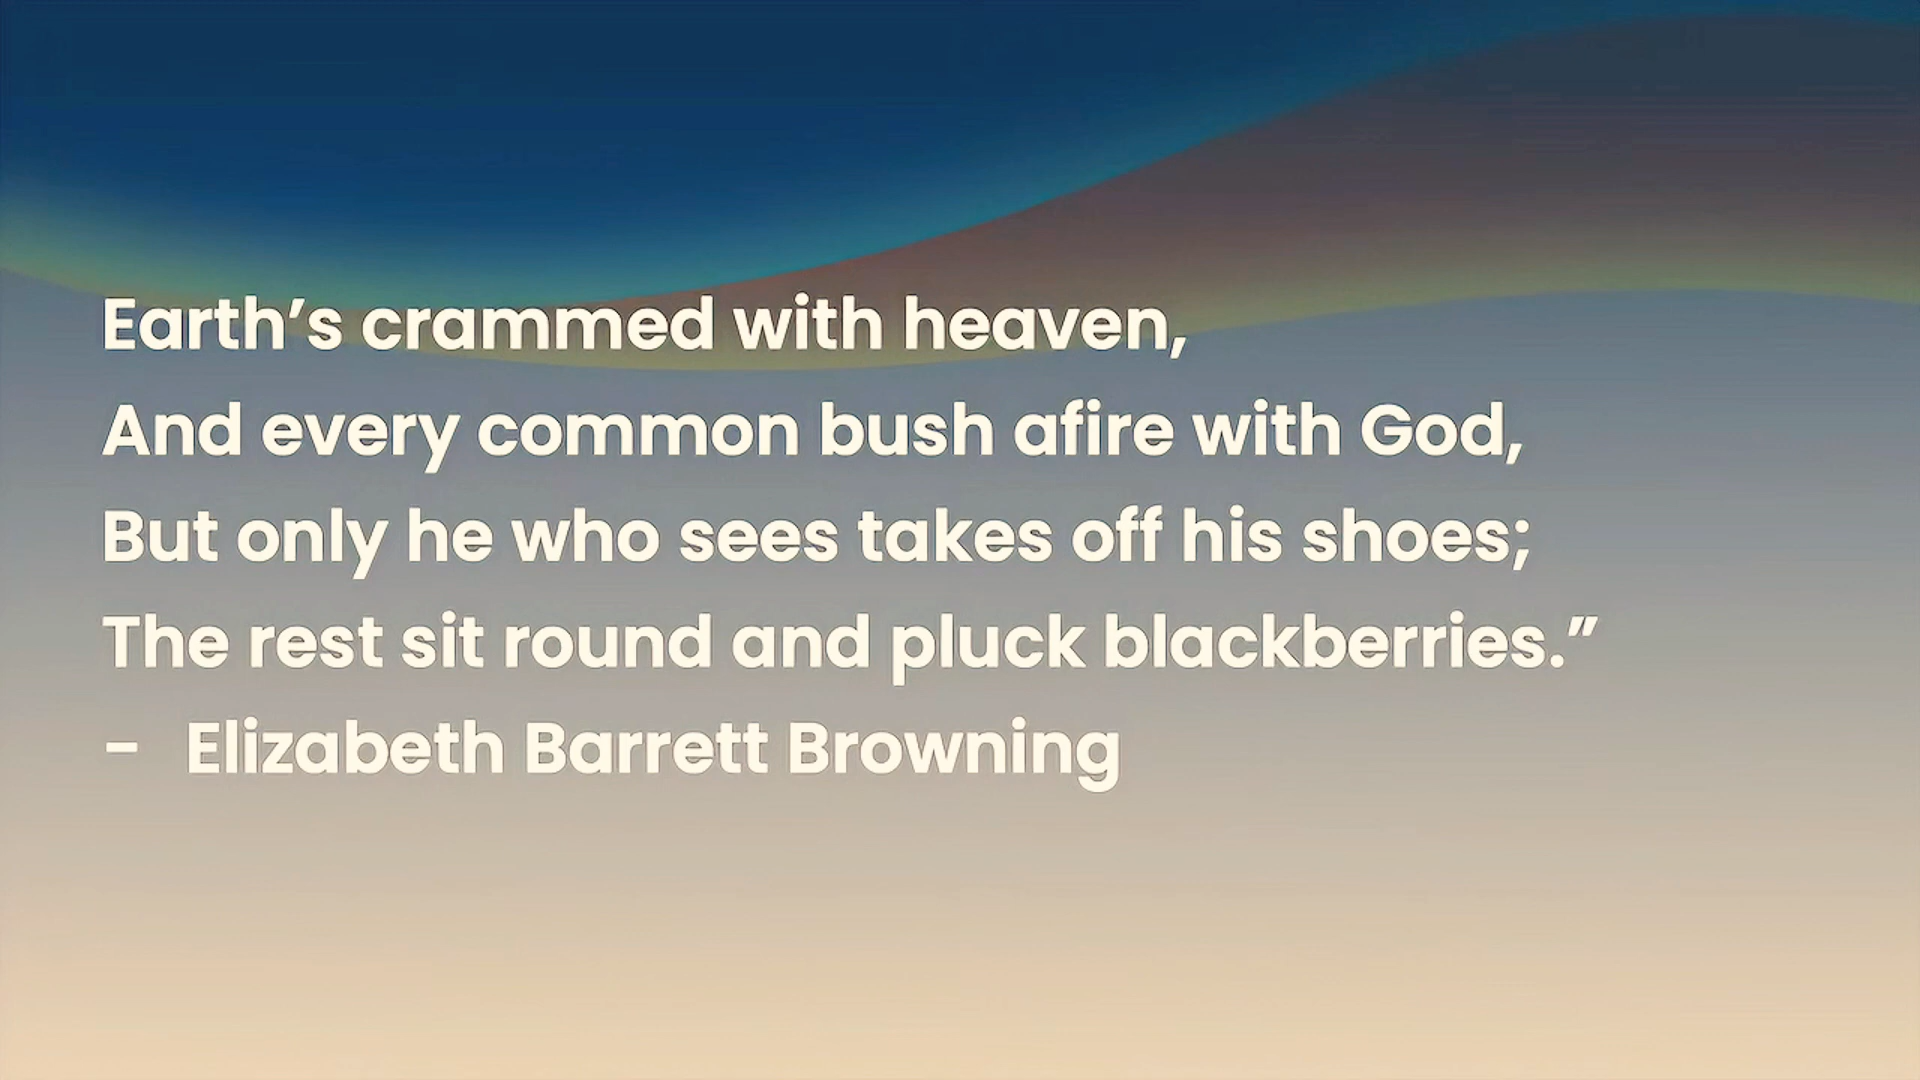 Earth’s crammed with heaven,
And every common bush afire with God,
But only he who sees takes off his shoes;
The rest sit round and pluck blackberries.”
– Elizabeth Barrett Browning